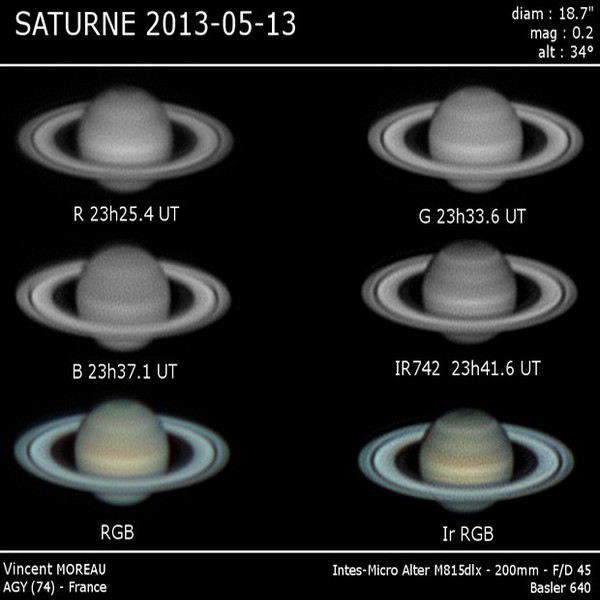 SATURNE 2013-05-13
diam : 18.7"
mag : 0.2
alt : 34°
R 23h25.4 UT
G 23h33.6 UT
B 23h37.1 UT
IR742 23h41.6 UT
RGB
Ir RGB
Vincent MOREAU
AGY (74) - France
Intes-Micro Alter M815dlx - 200mm - F/D 45
Basler 640